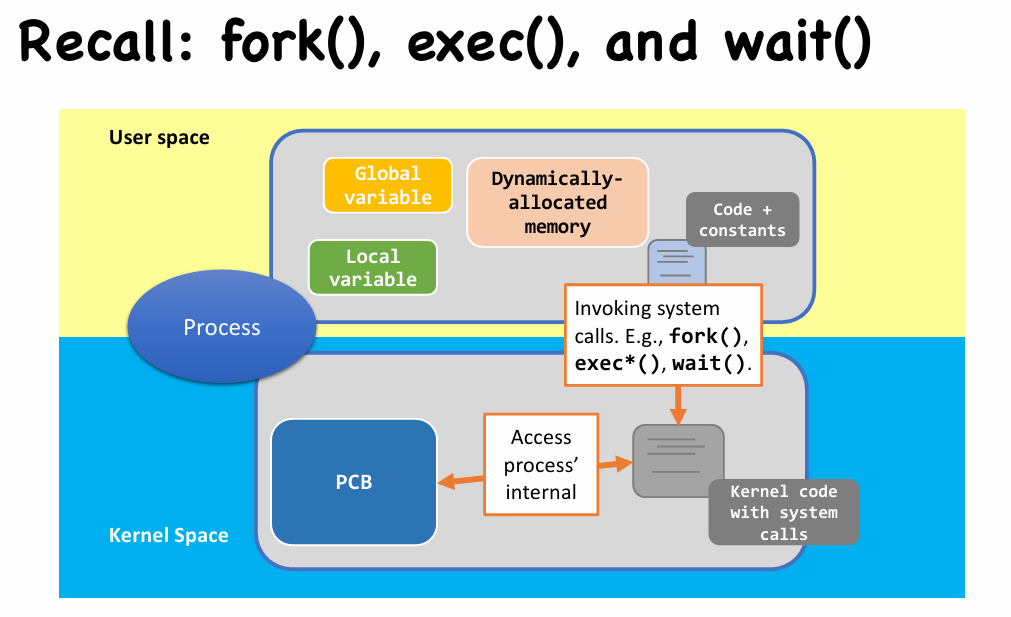 Recall: fork(), exec(), and wait()
User space
Global
variable
Dynamically-
allocated
memory
Code +
constants
Local
variable
Process
Invoking system
calls. E.g., fork(),
exec*(), wait().
PCB
Access
process’
internal
Kernel code
with system
calls
Kernel Space